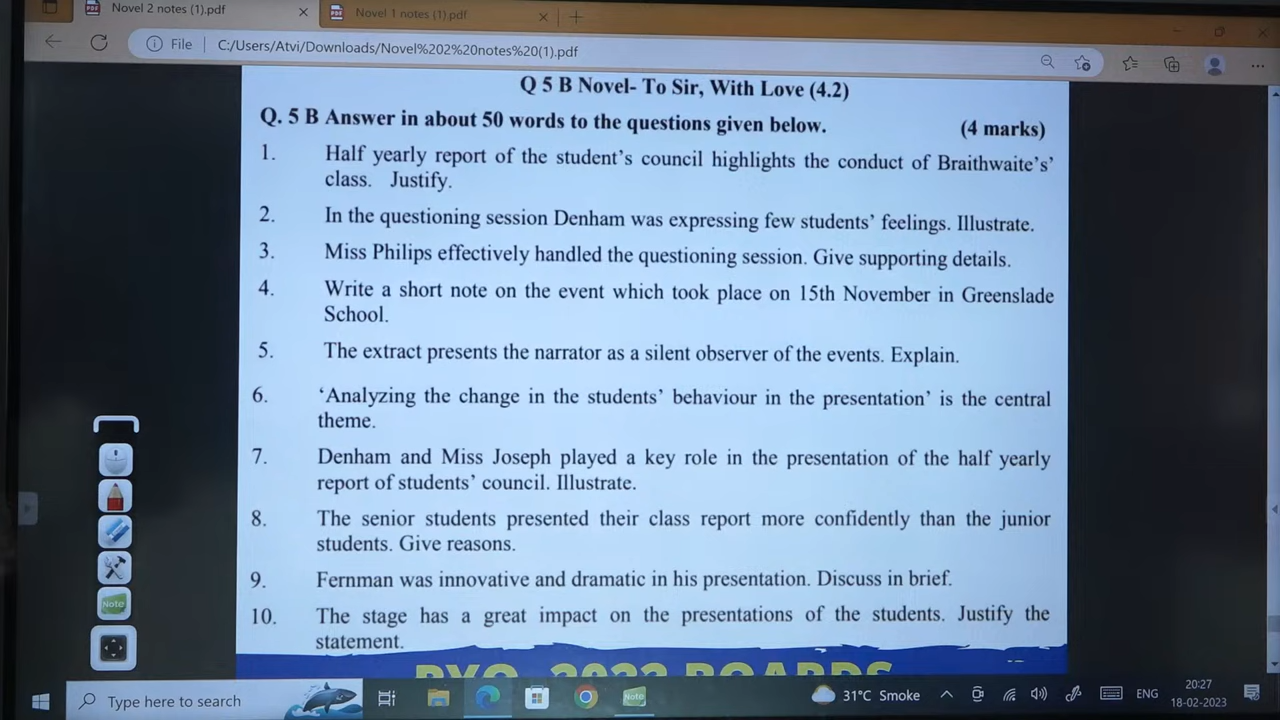 Novel 2 notes (1).pdf
Novel 1 notes (1).pdf
File
C:/Users/Atvi/Downloads/Novel%202%20notes%20(1).pdf
Q 5 B Novel- To Sir, With Love (4.2)
Q. 5 B Answer in about 50 words to the questions given below. (4 marks)
1. Half yearly report of the student's council highlights the conduct of Braithwaite's'
class. Justify.
2. In the questioning session Denham was expressing few students' feelings. Illustrate.
3. Miss Philips effectively handled the questioning session. Give supporting details.
4. Write a short note on the event which took place on 15th November in Greenslade
School.
5. The extract presents the narrator as a silent observer of the events. Explain.
6. 'Analyzing the change in the students' behaviour in the presentation' is the central
theme.
7. Denham and Miss Joseph played a key role in the presentation of the half yearly
report of students' council. Illustrate.
8. The senior students presented their class report more confidently than the junior
students. Give reasons.
9. Fernman was innovative and dramatic in his presentation. Discuss in brief.
10. The stage has a great impact on the presentations of the students. Justify the
statement.
Note
PYQ 2022 BOARDS
Type here to search
Note
31°C Smoke
ENG
20:27
18-02-2023